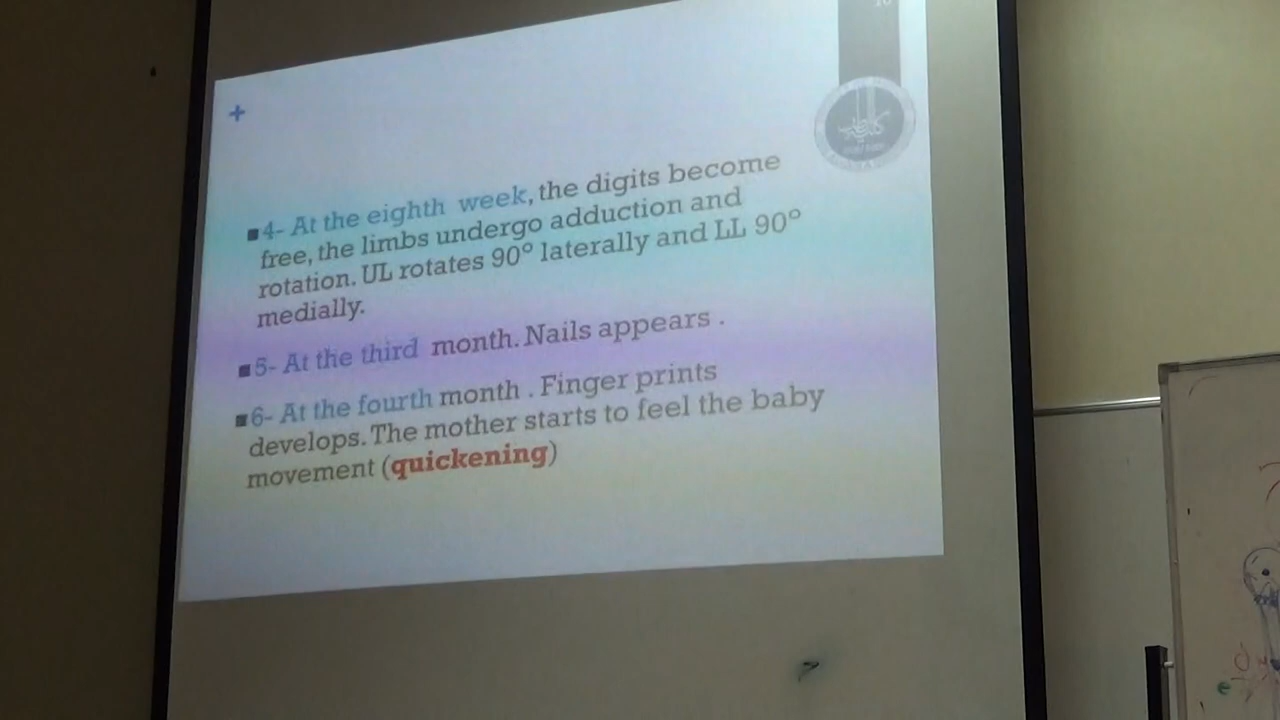 +
▪4- At the eighth week, the digits become
free, the limbs undergo adduction and
rotation. UL rotates 90° laterally and LL 90°
medially.
▪5- At the third month. Nails appears .
▪6- At the fourth month . Finger prints
develops. The mother starts to feel the baby
movement (quickening)